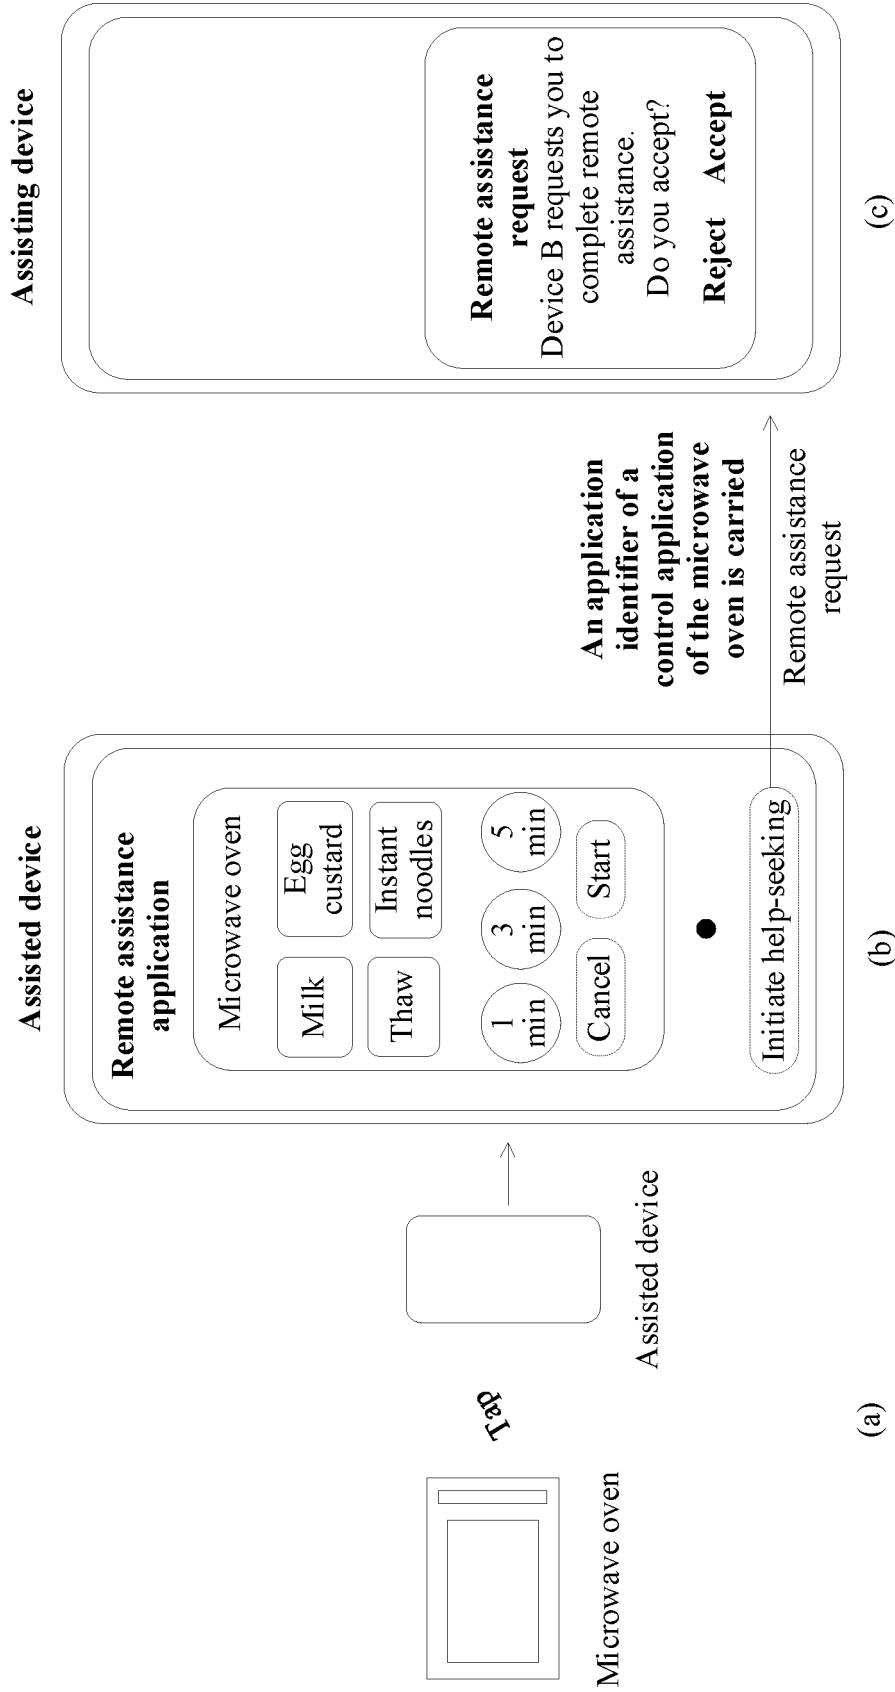 Microwave oven
Tap
Assisted device
(a)
Assisted device
Remote assistance
application
Microwave oven
Milk
Egg
custard
Thaw
Instant
noodles
1
min
3
min
5
min
Cancel
Start
Initiate help-seeking
(b)
An application
identifier of a
control application
of the microwave
oven is carried
Remote assistance
request
Assisting device
Remote assistance
request
Device B requests you to
complete remote
assistance.
Do you accept?
Reject Accept
(c)